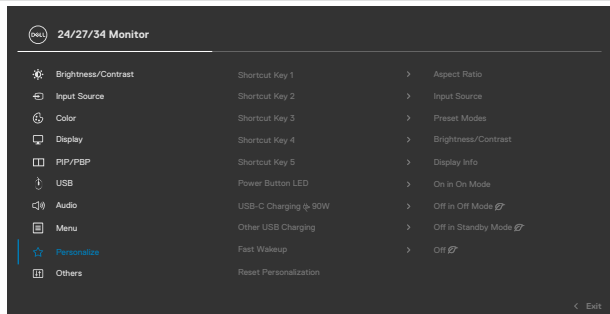 DELL 24/27/34 Monitor
Brightness/Contrast Shortcut Key 1 > Aspect Ratio
Input Source Shortcut Key 2 > Input Source
Color Shortcut Key 3 > Preset Modes
Display Shortcut Key 4 > Brightness/Contrast
PIP/PBP Shortcut Key 5 > Display Info
USB Power Button LED > On in On Mode
Audio USB-C Charging 90W > Off in Off Mode
Menu Other USB Charging > Off in Standby Mode
Personalize Fast Wakeup > Off
Others Reset Personalization
< Exit